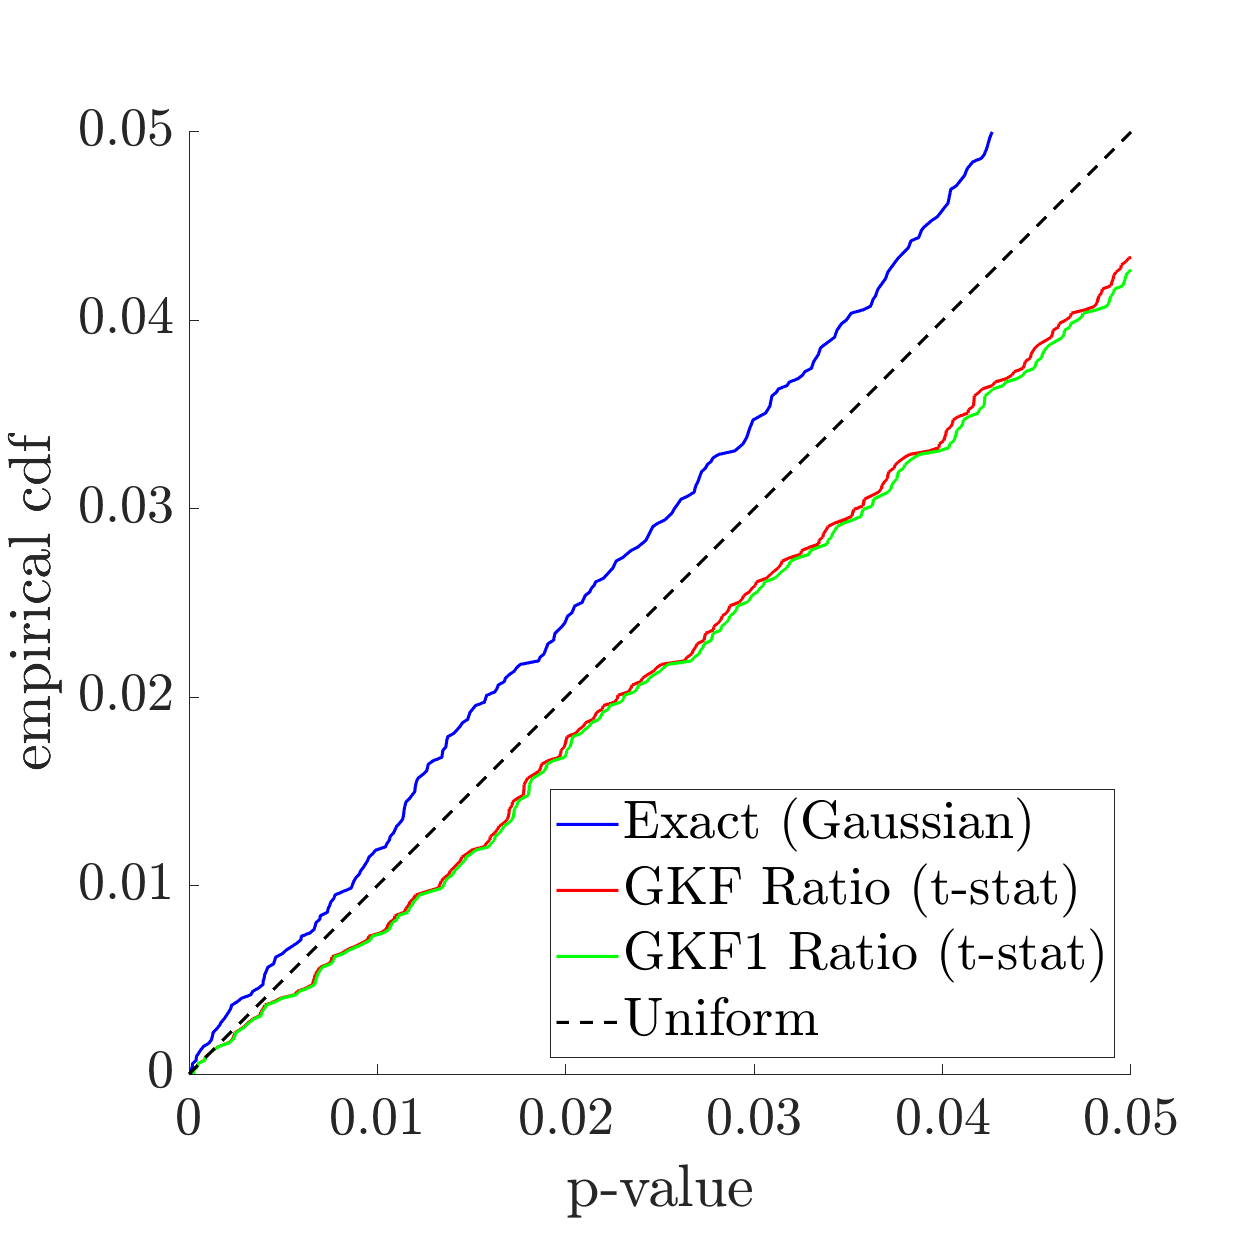 0.05
0.04
0.03
0.02
0.01
0
empirical cdf
Exact (Gaussian)
GKF Ratio (t-stat)
GKF1 Ratio (t-stat)
Uniform
0 0.01 0.02 0.03 0.04 0.05
p-value